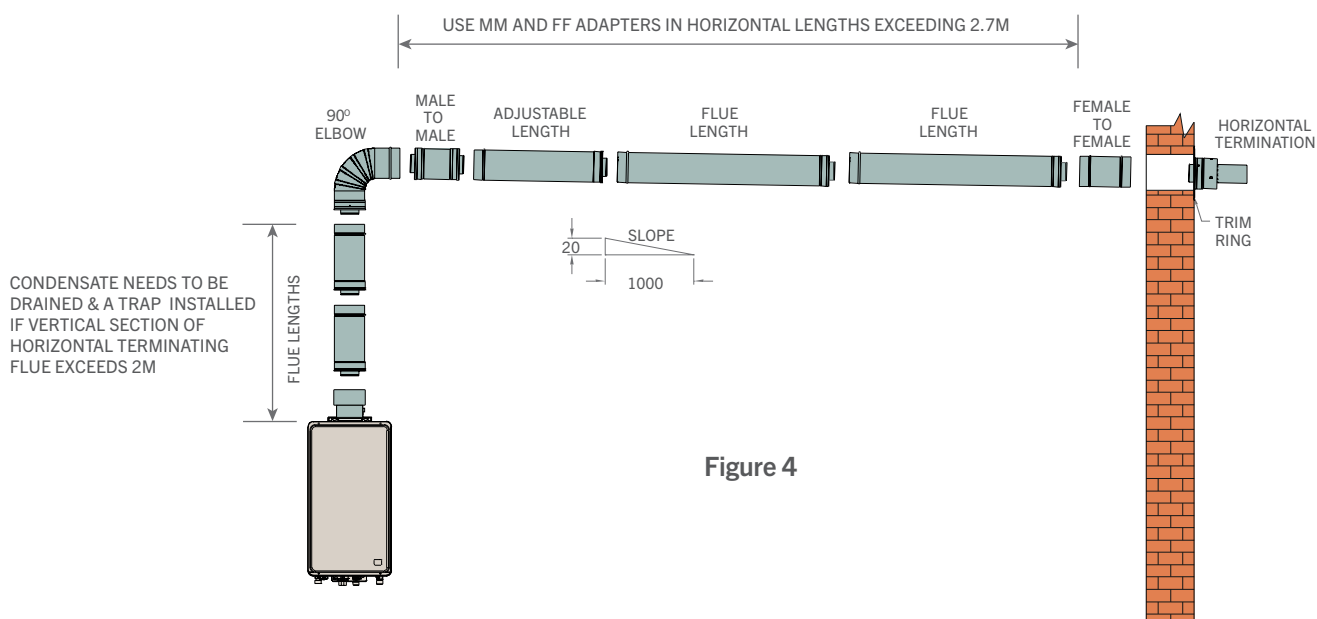 USE MM AND FF ADAPTERS IN HORIZONTAL LENGTHS EXCEEDING 2.7M
90º
ELBOW
MALE
TO
MALE
ADJUSTABLE
LENGTH
FLUE
LENGTH
FLUE
LENGTH
FEMALE
TO
FEMALE
HORIZONTAL
TERMINATION
TRIM
RING
SLOPE
20
1000
CONDENSATE NEEDS TO BE
DRAINED & A TRAP INSTALLED
IF VERTICAL SECTION OF
HORIZONTAL TERMINATING
FLUE EXCEEDS 2M
FLUE LENGTHS
Figure 4